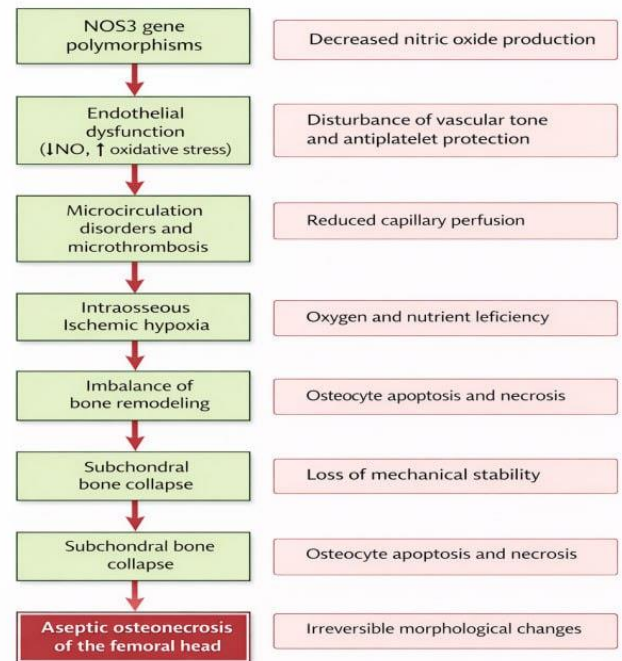 NOS3 gene
polymorphisms
Decreased nitric oxide production
Endothelial
dysfunction
(↓NO, ↑ oxidative stress)
Disturbance of vascular tone
and antiplatelet protection
Microcirculation
disorders and
microthrombosis
Reduced capillary perfusion
Intraosseous
Ischemic hypoxia
Oxygen and nutrient leficiency
Imbalance of
bone remodeling
Osteocyte apoptosis and necrosis
Subchondral
bone collapse
Loss of mechanical stability
Subchondral bone
collapse
Osteocyte apoptosis and necrosis
Aseptic osteonecrosis
of the femoral head
Irreversible morphological changes